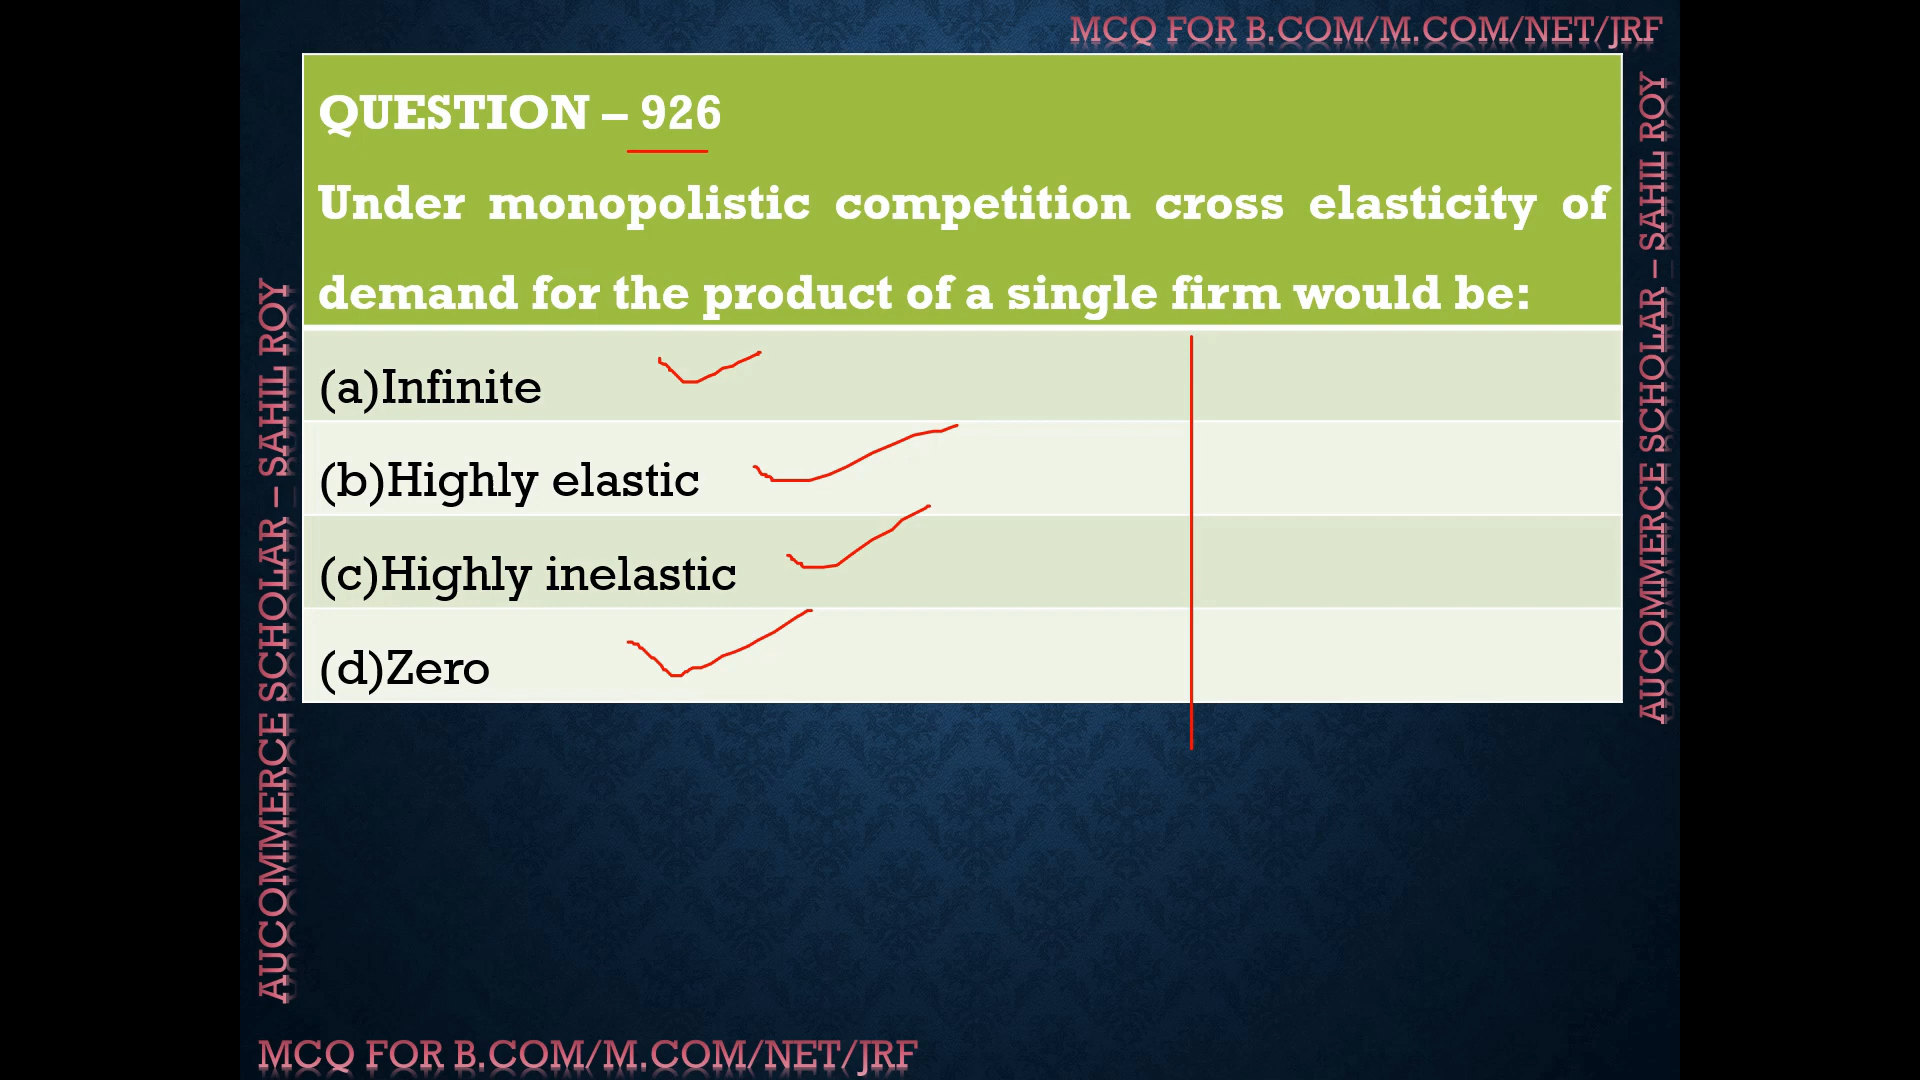 MCQ FOR B.COM/M.COM/NET/JRF
QUESTION – 926
Under monopolistic competition cross elasticity of
demand for the product of a single firm would be:
(a)Infinite
(b)Highly elastic
(c)Highly inelastic
(d)Zero
AUCOMMERCE SCHOLAR – SAHIL ROY
AUCOMMERCE SCHOLAR – SAHIL ROY
MCQ FOR B.COM/M.COM/NET/JRF